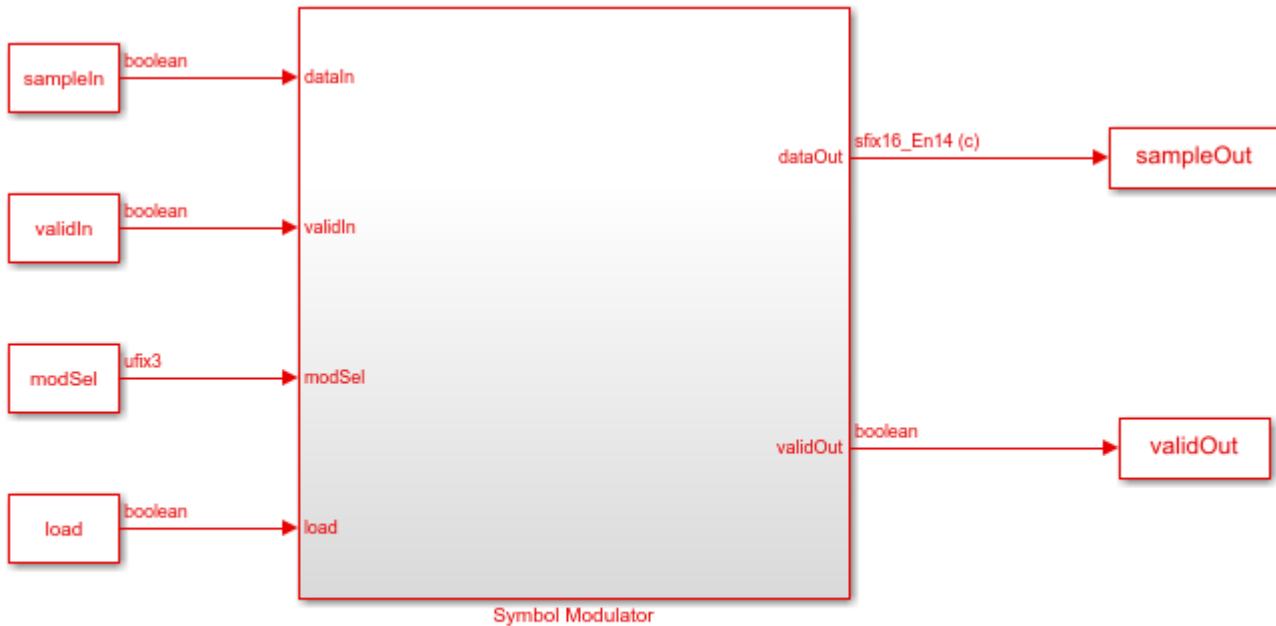 boolean
sampleIn
dataIn
sfix16_En14 (c)
dataOut
sampleOut
boolean
validIn
validIn
ufix3
modSel
modSel
boolean
validOut
validOut
boolean
load
load
Symbol Modulator